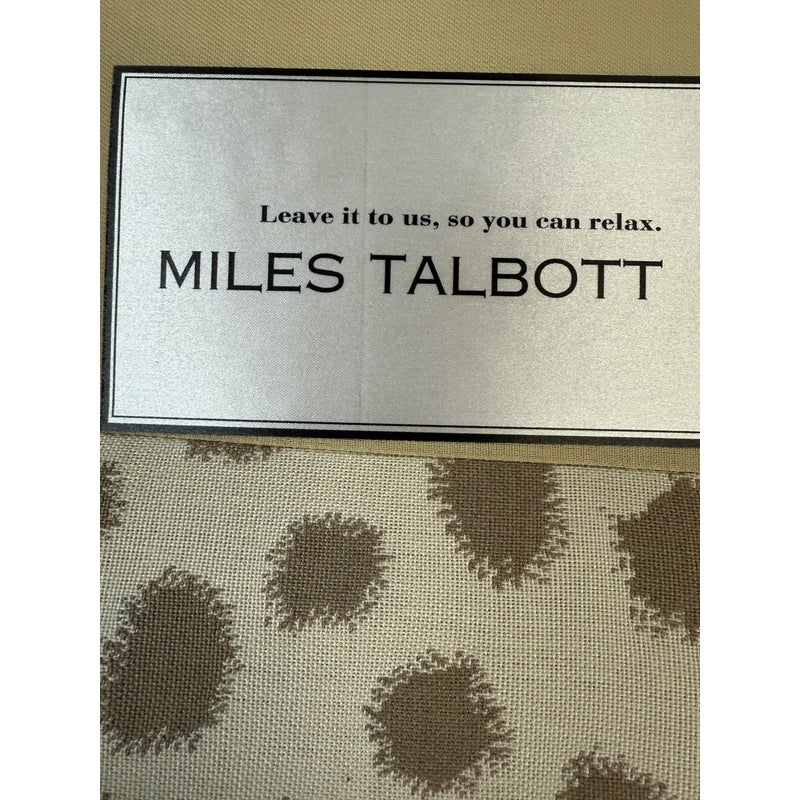 Leave it to us, so you can relax.
MILES TALBOTT